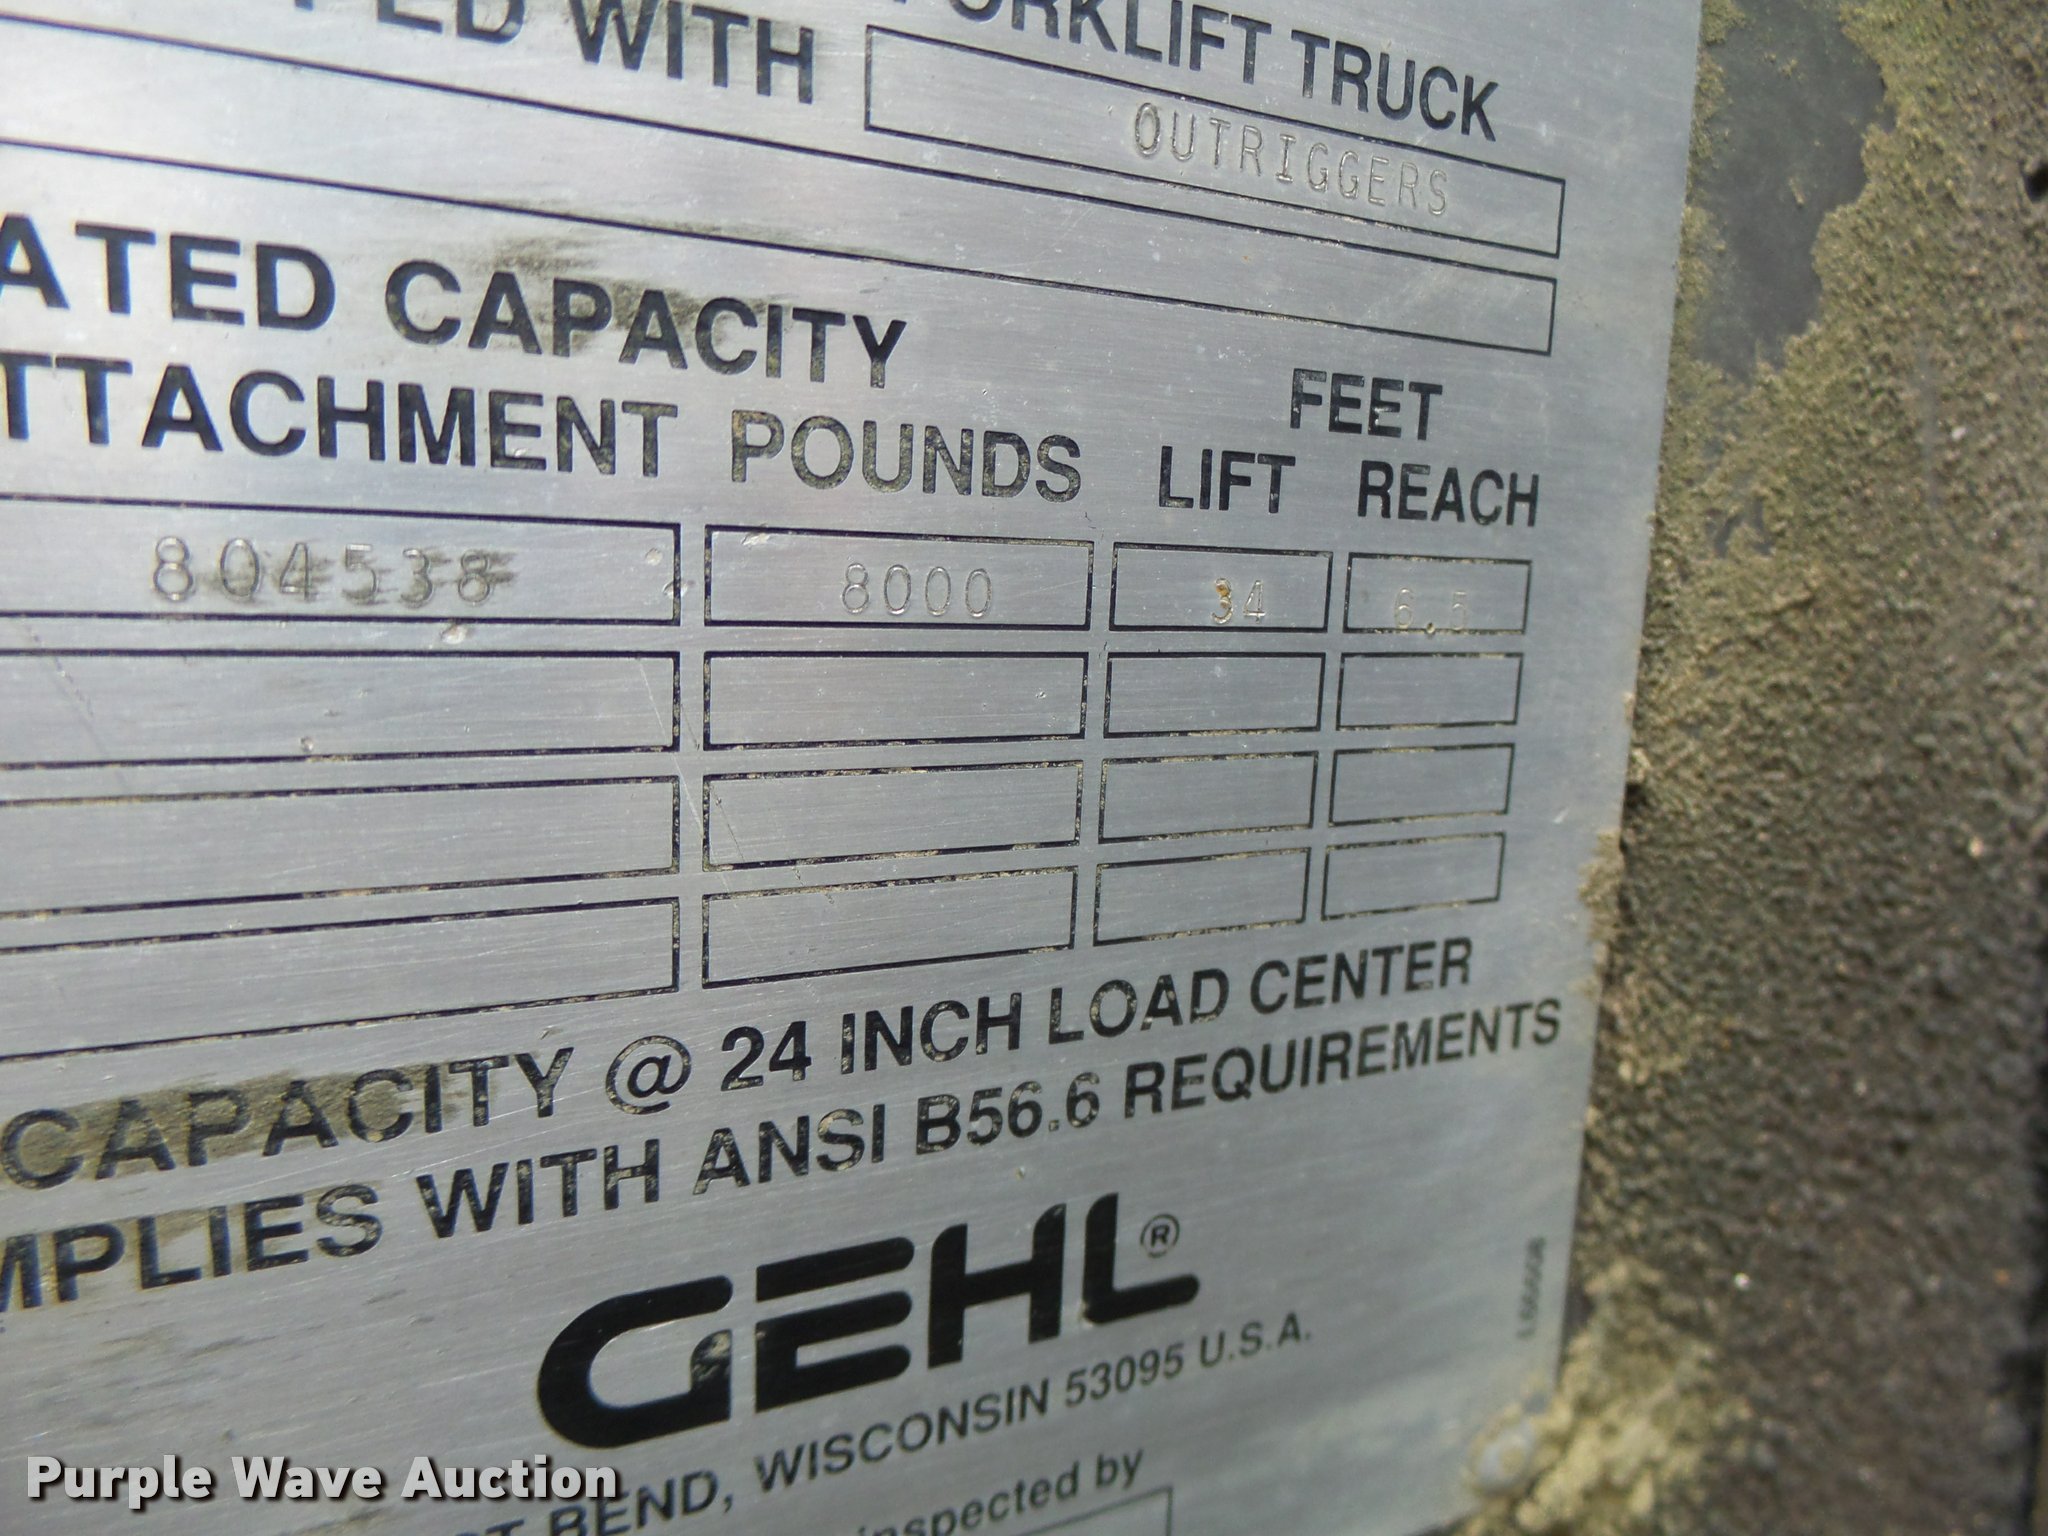 FORKLIFT TRUCK
WITH OUTRIGGERS
ATED CAPACITY
TTACHMENT POUNDS
FEET
LIFT REACH
804538 8000 34 6.5
CAPACITY @ 24 INCH LOAD CENTER
MPLIES WITH ANSI B56.6 REQUIREMENTS
GEHL®
BEND, WISCONSIN 53095 U.S.A.
inspected by
Purple Wave Auction